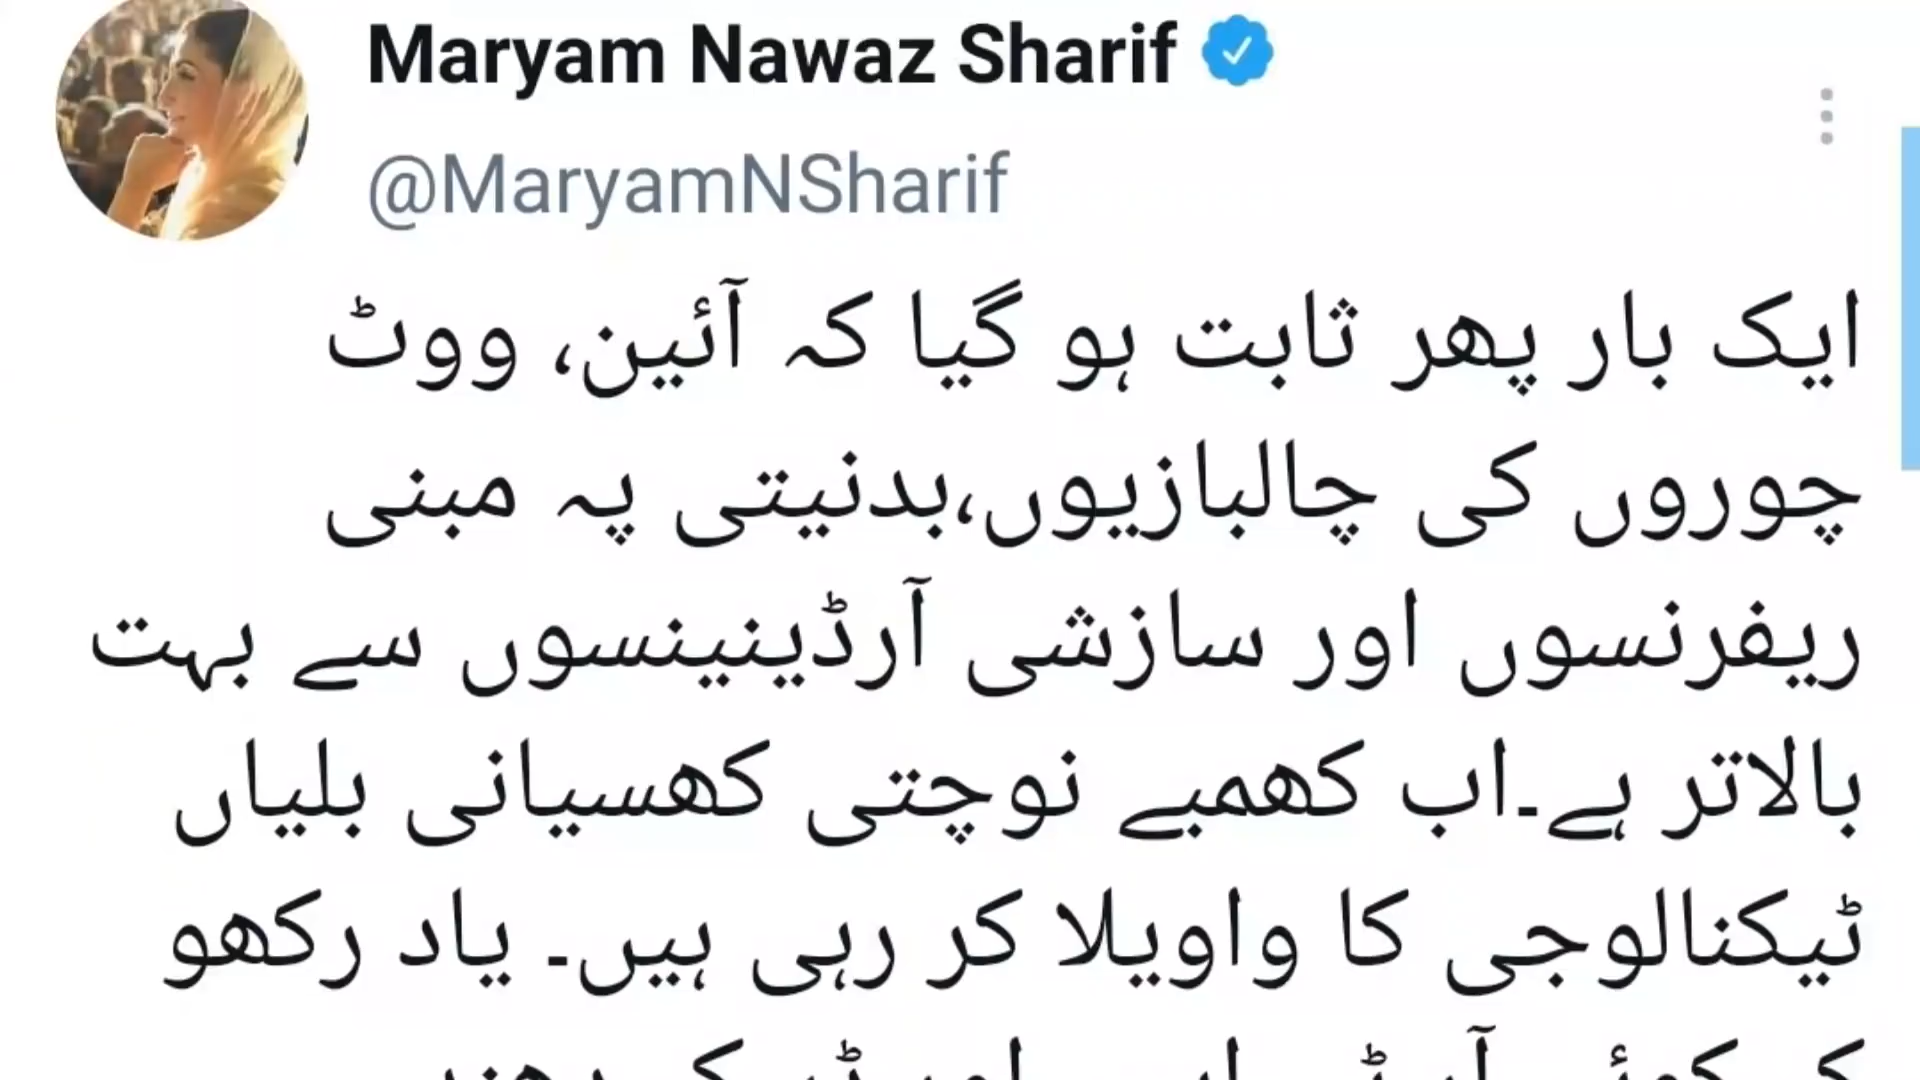 Maryam Nawaz Sharif
@MaryamNSharif
ایک بار پھر ثابت ہو گیا کہ آئین، ووٹ
چوروں کی چالبازیوں،بدنیتی پہ مبنی
ریفرنسوں اور سازشی آرڈینینسوں سے بہت
بالاتر ہے۔اب کھمبے نوچتی کھسیانی بلیاں
ٹیکنالوجی کا واویلا کر رہی ہیں۔ یاد رکھو